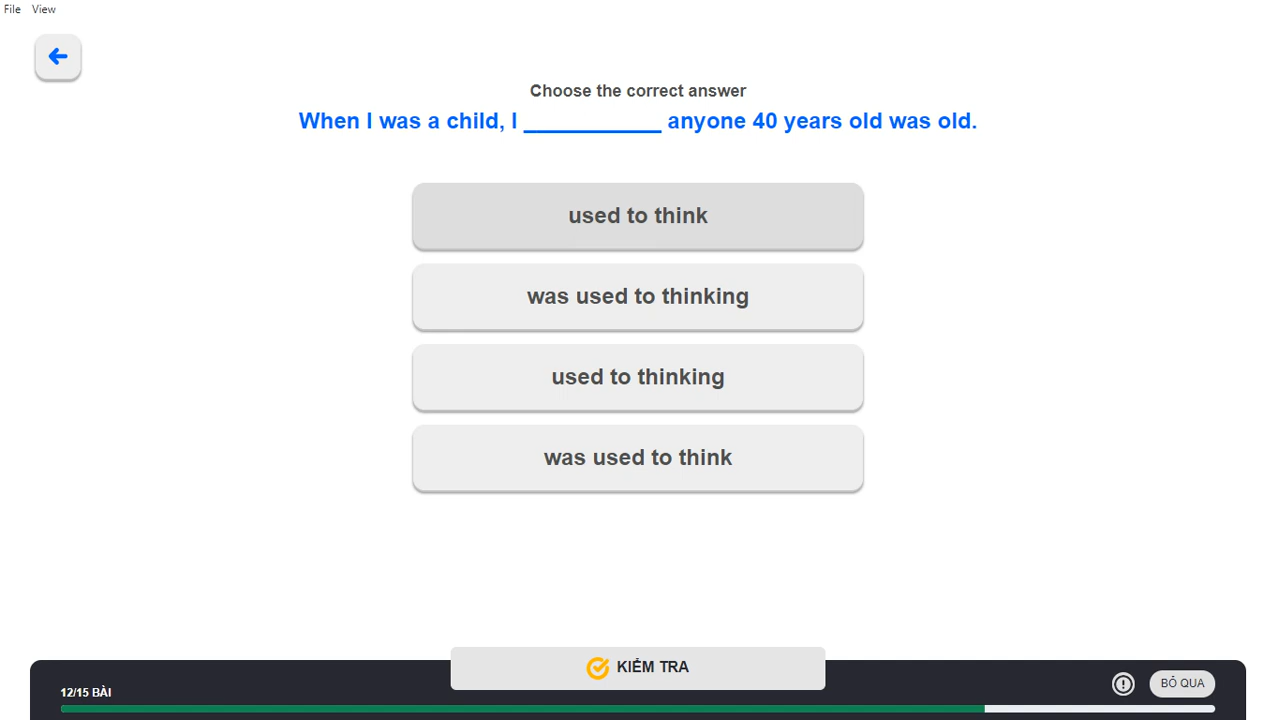 File View
Choose the correct answer
When I was a child, I ___________ anyone 40 years old was old.
used to think
was used to thinking
used to thinking
was used to think
KIỂM TRA
12/15 BÀI
BỎ QUA